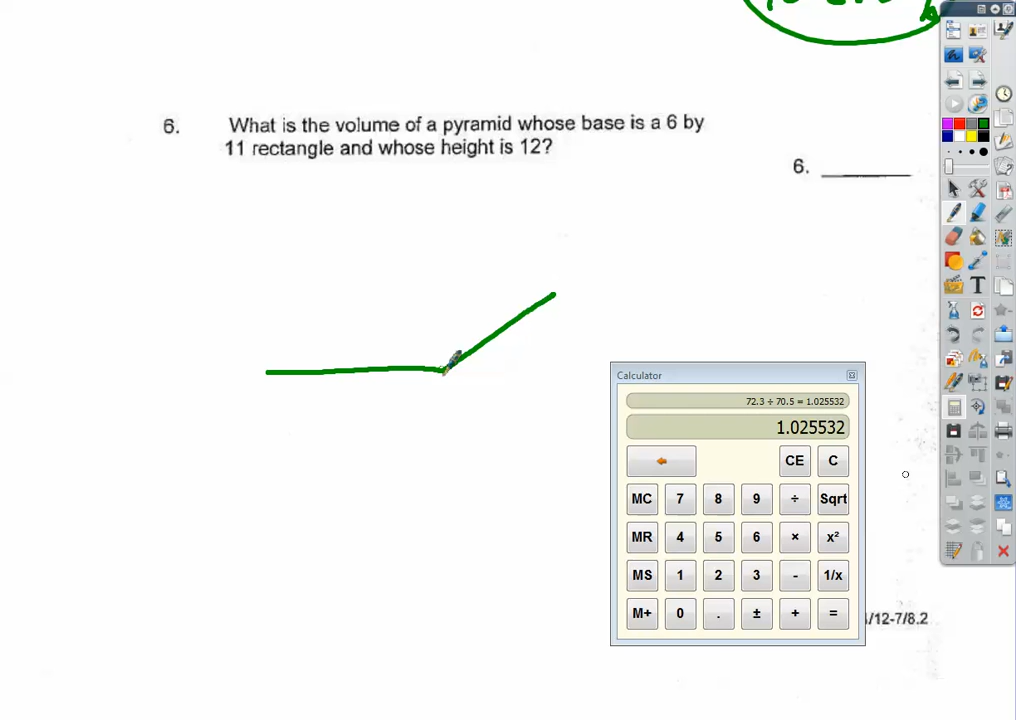 6. What is the volume of a pyramid whose base is a 6 by
11 rectangle and whose height is 12?
6.
Calculator
72.3 ÷ 70.5 = 1.025532
1.025532
CE C
MC 7 8 9 ÷ Sqrt
MR 4 5 6 × x²
MS 1 2 3 - 1/x
M+ 0 . ± + =
/12-7/8.2
T